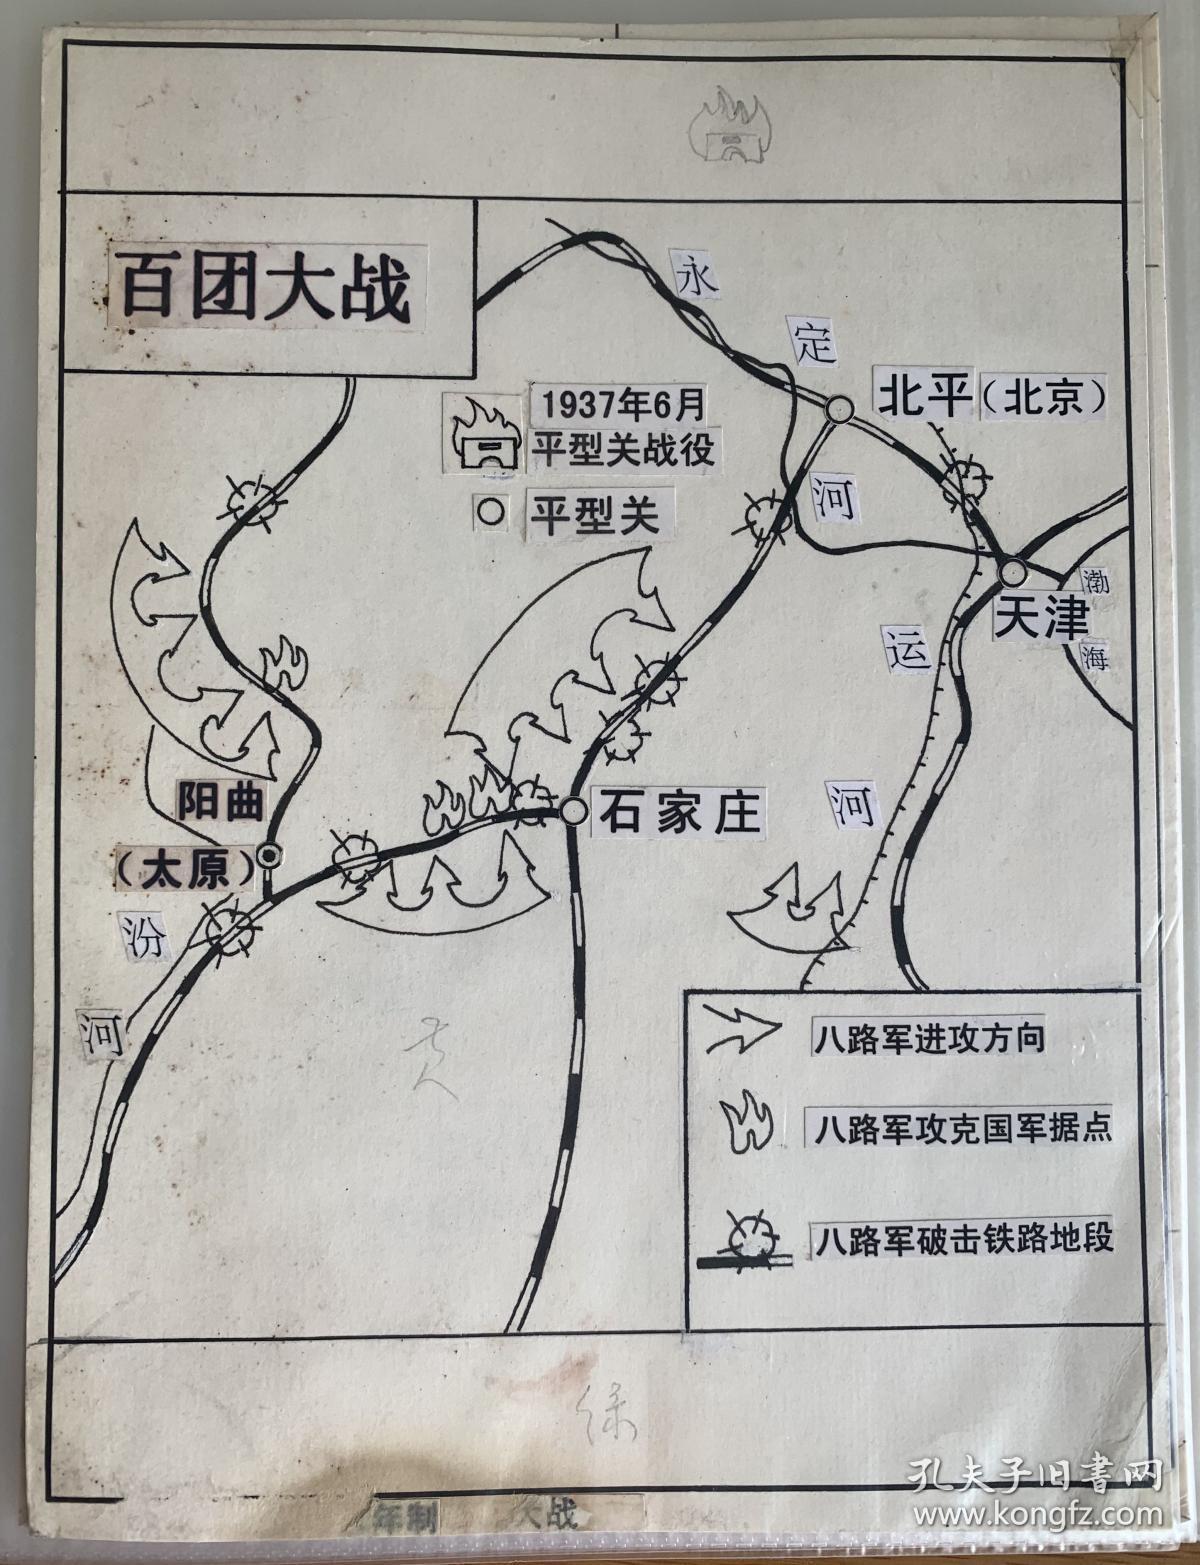 百团大战
永定河
北平(北京)
1937年6月
平型关战役
平型关
天津
渤海
运河
阳曲
(太原)
石家庄
汾河
八路军进攻方向
八路军攻克国军据点
八路军破击铁路地段
绿
年制 大战
孔夫子旧书网
www.kongfz.com